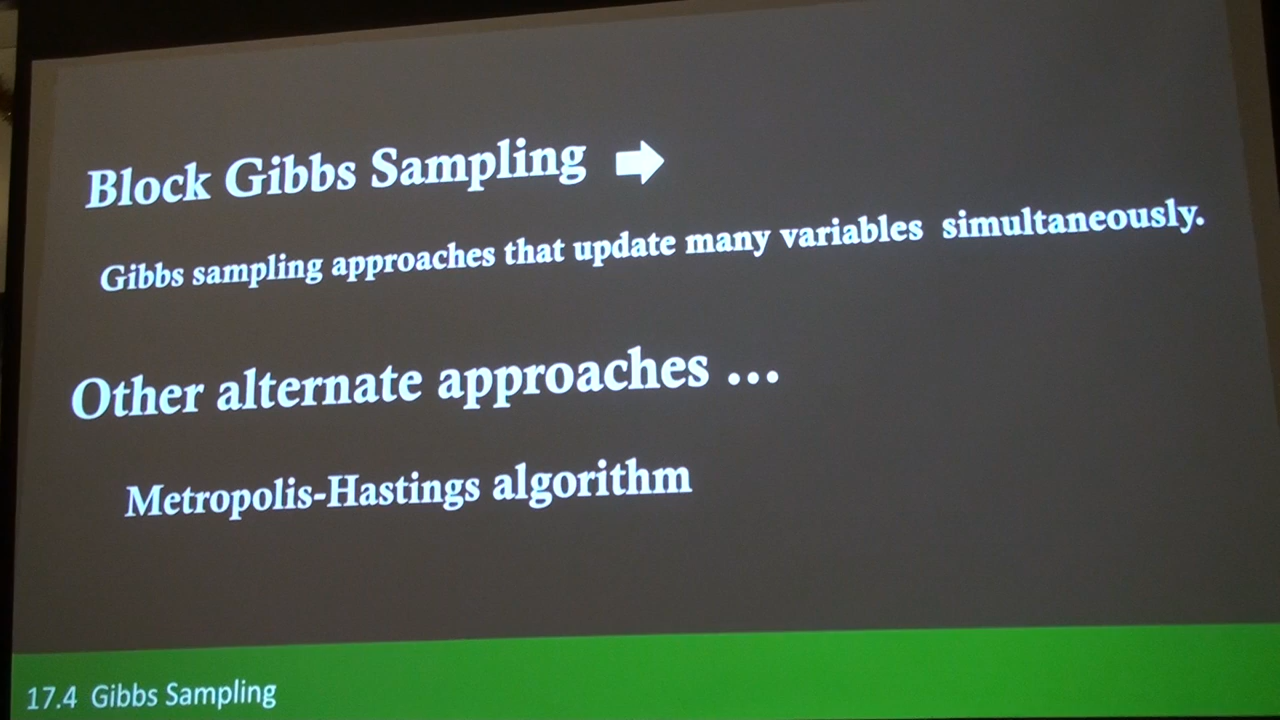 Block Gibbs Sampling
Gibbs sampling approaches that update many variables simultaneously.
Other alternate approaches ...
Metropolis-Hastings algorithm
17.4 Gibbs Sampling